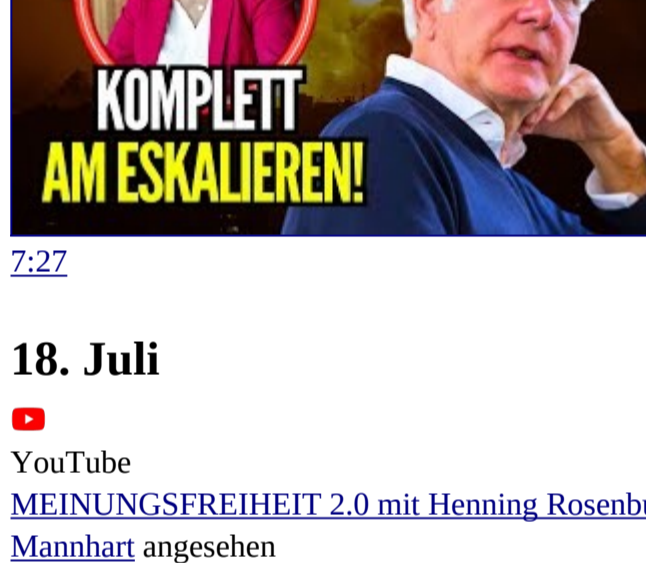 KOMPLETT
AM ESKALIEREN!
7:27
18. Juli
YouTube
MEINUNGSFREIHEIT 2.0 mit Henning
Mannhart angesehen